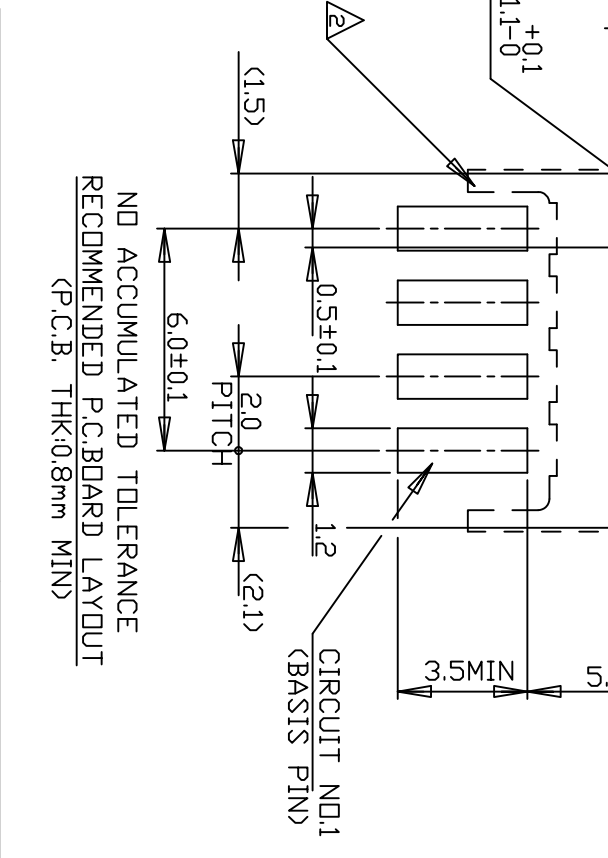 +0.1
1.1-0
2
(1.5)
0.5±0.1
6.0±0.1
2.0
PITCH
1.2
(2.1)
3.5MIN
5.
CIRCUIT NO.1
(BASIS PIN)
NO ACCUMULATED TOLERANCE
RECOMMENDED P.C.BOARD LAYOUT
(P.C.B. THK:0.8mm MIN)